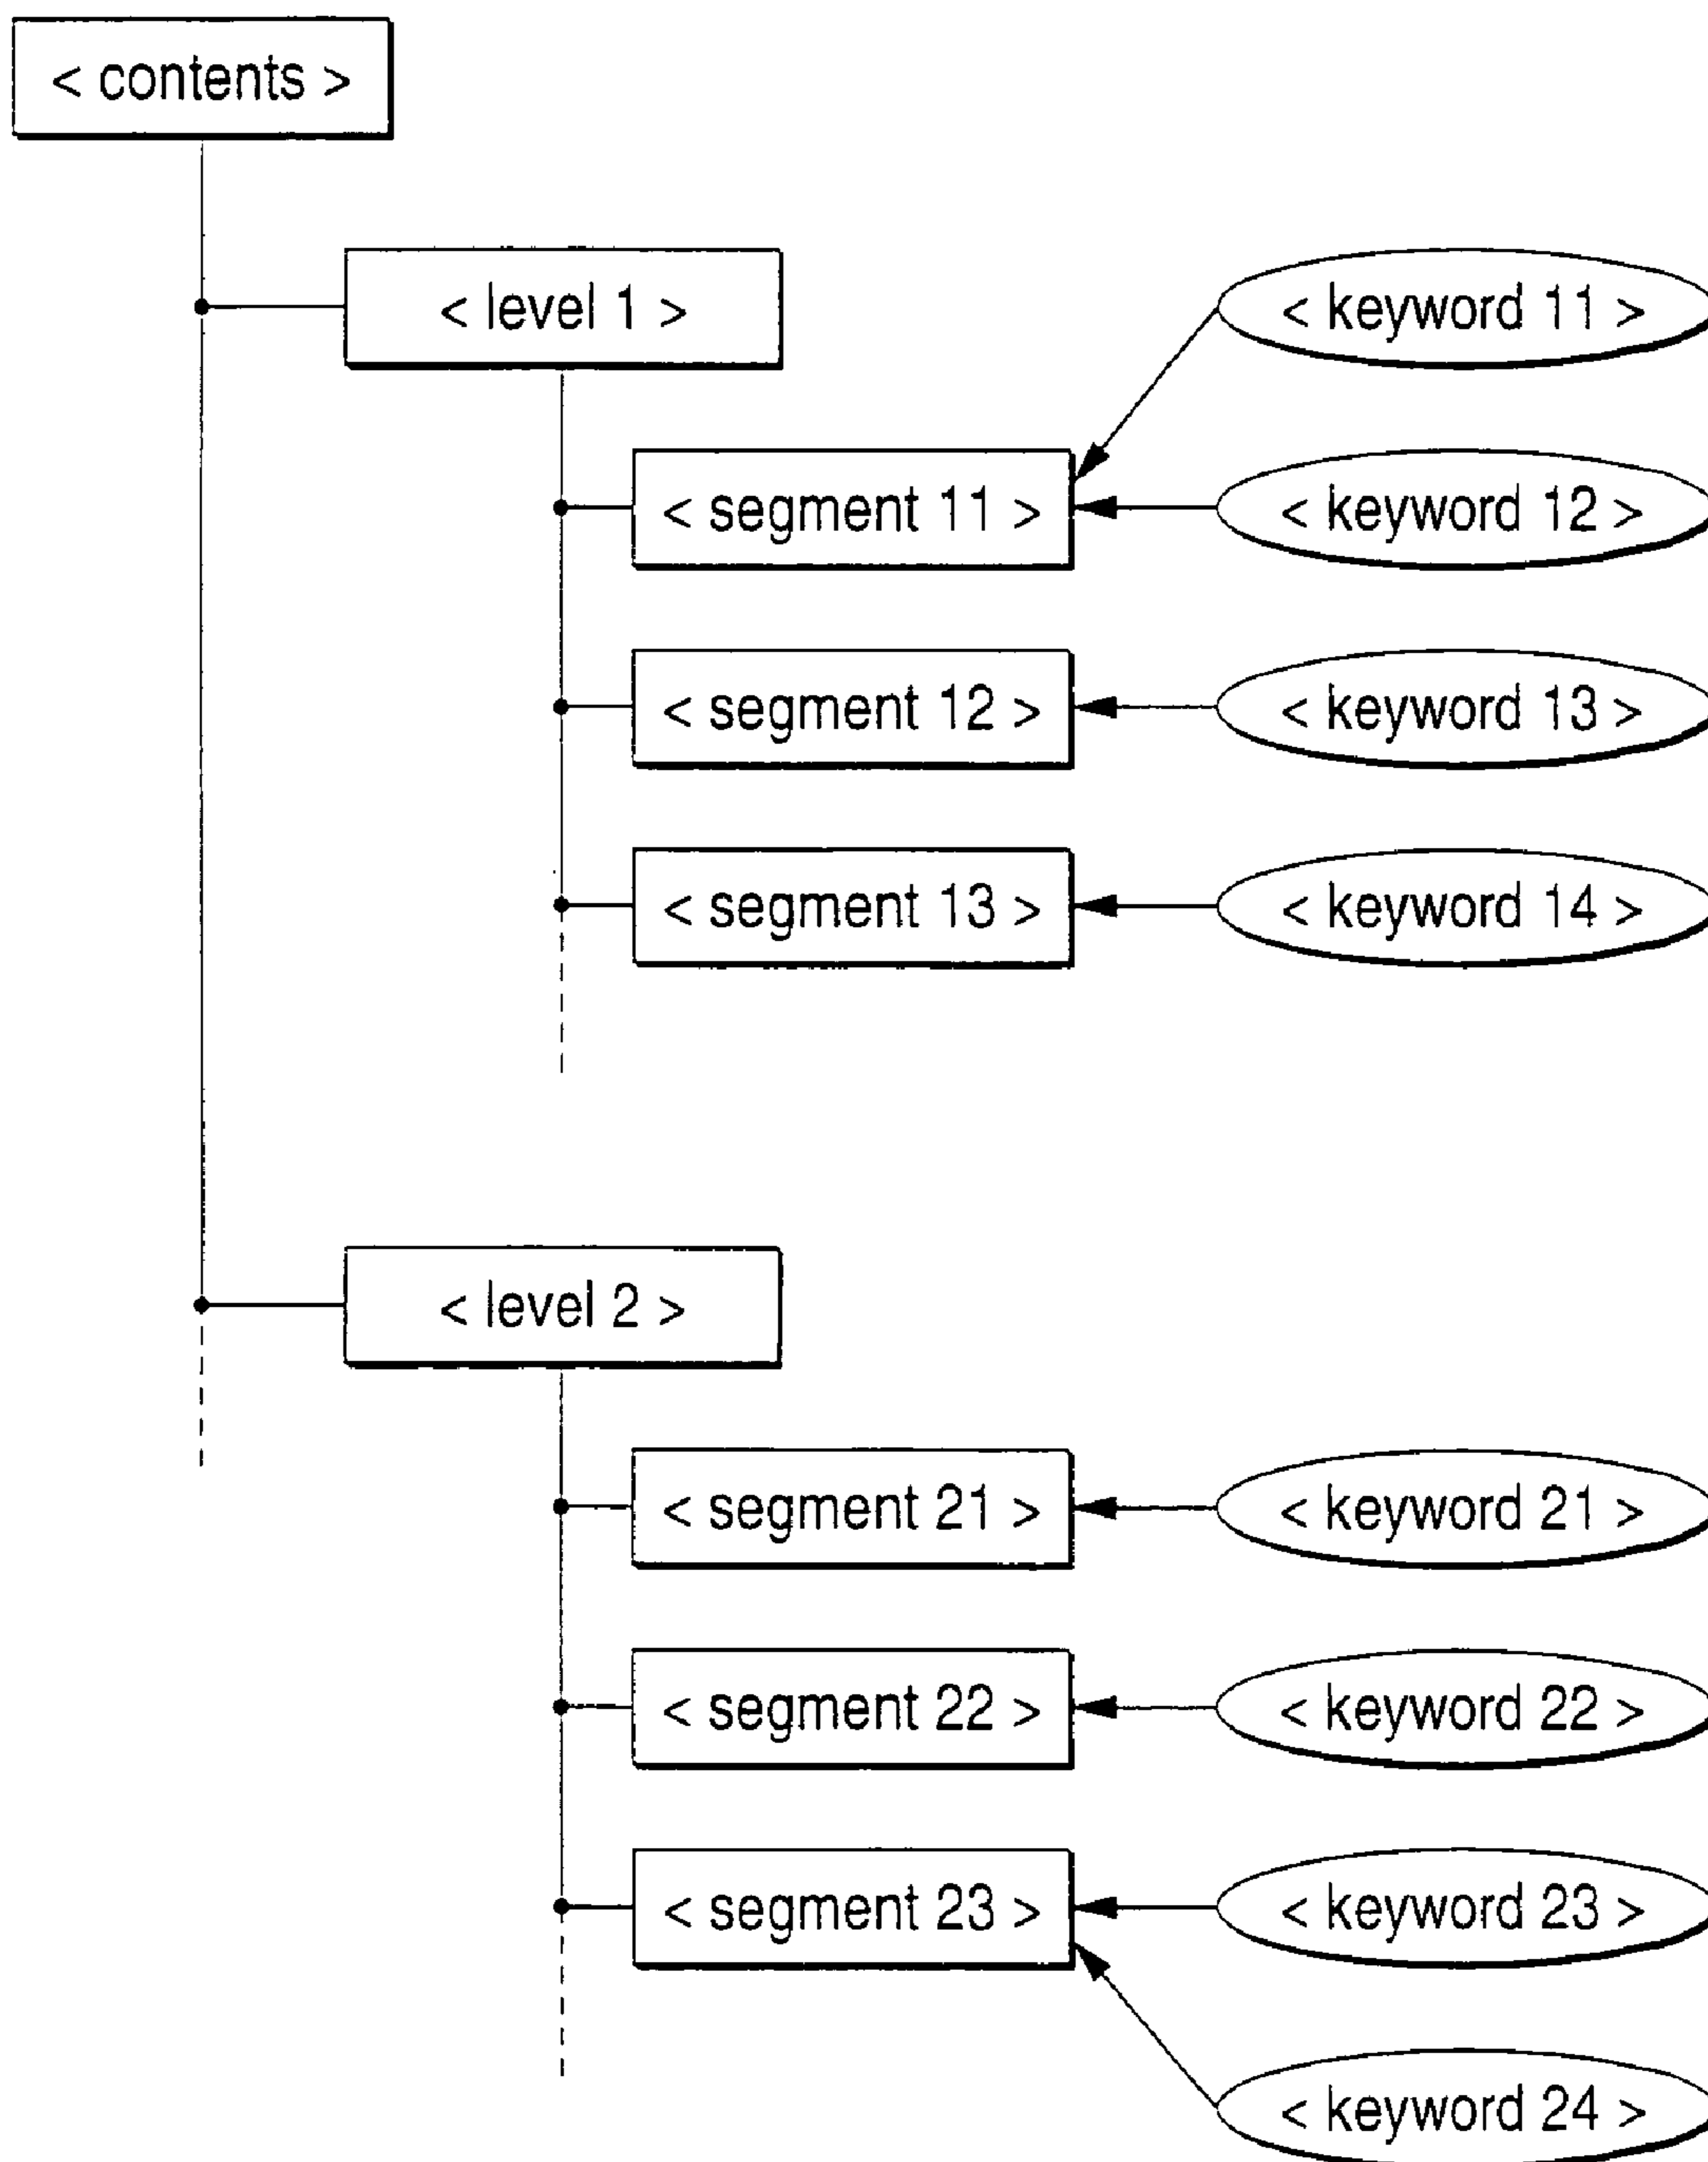 < contents >
< level 1 >
< keyword 11 >
< segment 11 >
< keyword 12 >
< segment 12 >
< keyword 13 >
< segment 13 >
< keyword 14 >
< level 2 >
< segment 21 >
< keyword 21 >
< segment 22 >
< keyword 22 >
< segment 23 >
< keyword 23 >
< keyword 24 >